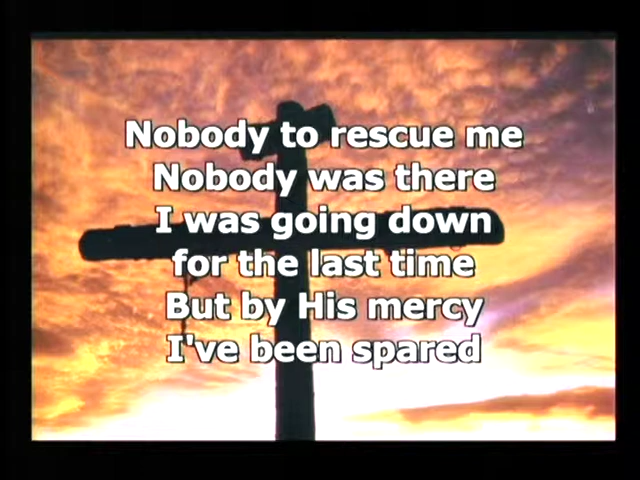 Nobody to rescue me
Nobody was there
I was going down
for the last time
But by His mercy
I've been spared